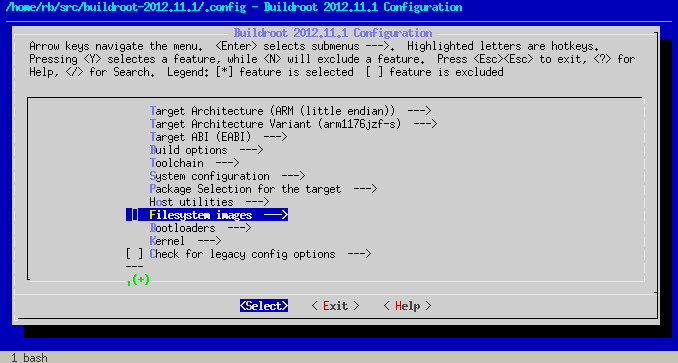 /home/rb/src/buildroot-2012.11.1/.config - Buildroot 2012.11.1 Configuration
Buildroot 2012.11.1 Configuration
Arrow keys navigate the menu.  <Enter> selects submenus --->.  Highlighted letters are hotkeys.
Pressing <Y> selectes a feature, while <N> will exclude a feature.  Press <Esc><Esc> to exit, <?> for
Help, </> for Search.  Legend: [*] feature is selected  [ ] feature is excluded
Target Architecture (ARM (little endian))  --->
Target Architecture Variant (arm1176jzf-s)  --->
Target ABI (EABI)  --->
Build options  --->
Toolchain  --->
System configuration  --->
Package Selection for the target  --->
Host utilities  --->
Filesystem images  --->
Bootloaders  --->
Kernel  --->
[ ] Check for legacy config options  --->
---
(+)
<Select>    < Exit >    < Help >
1 bash